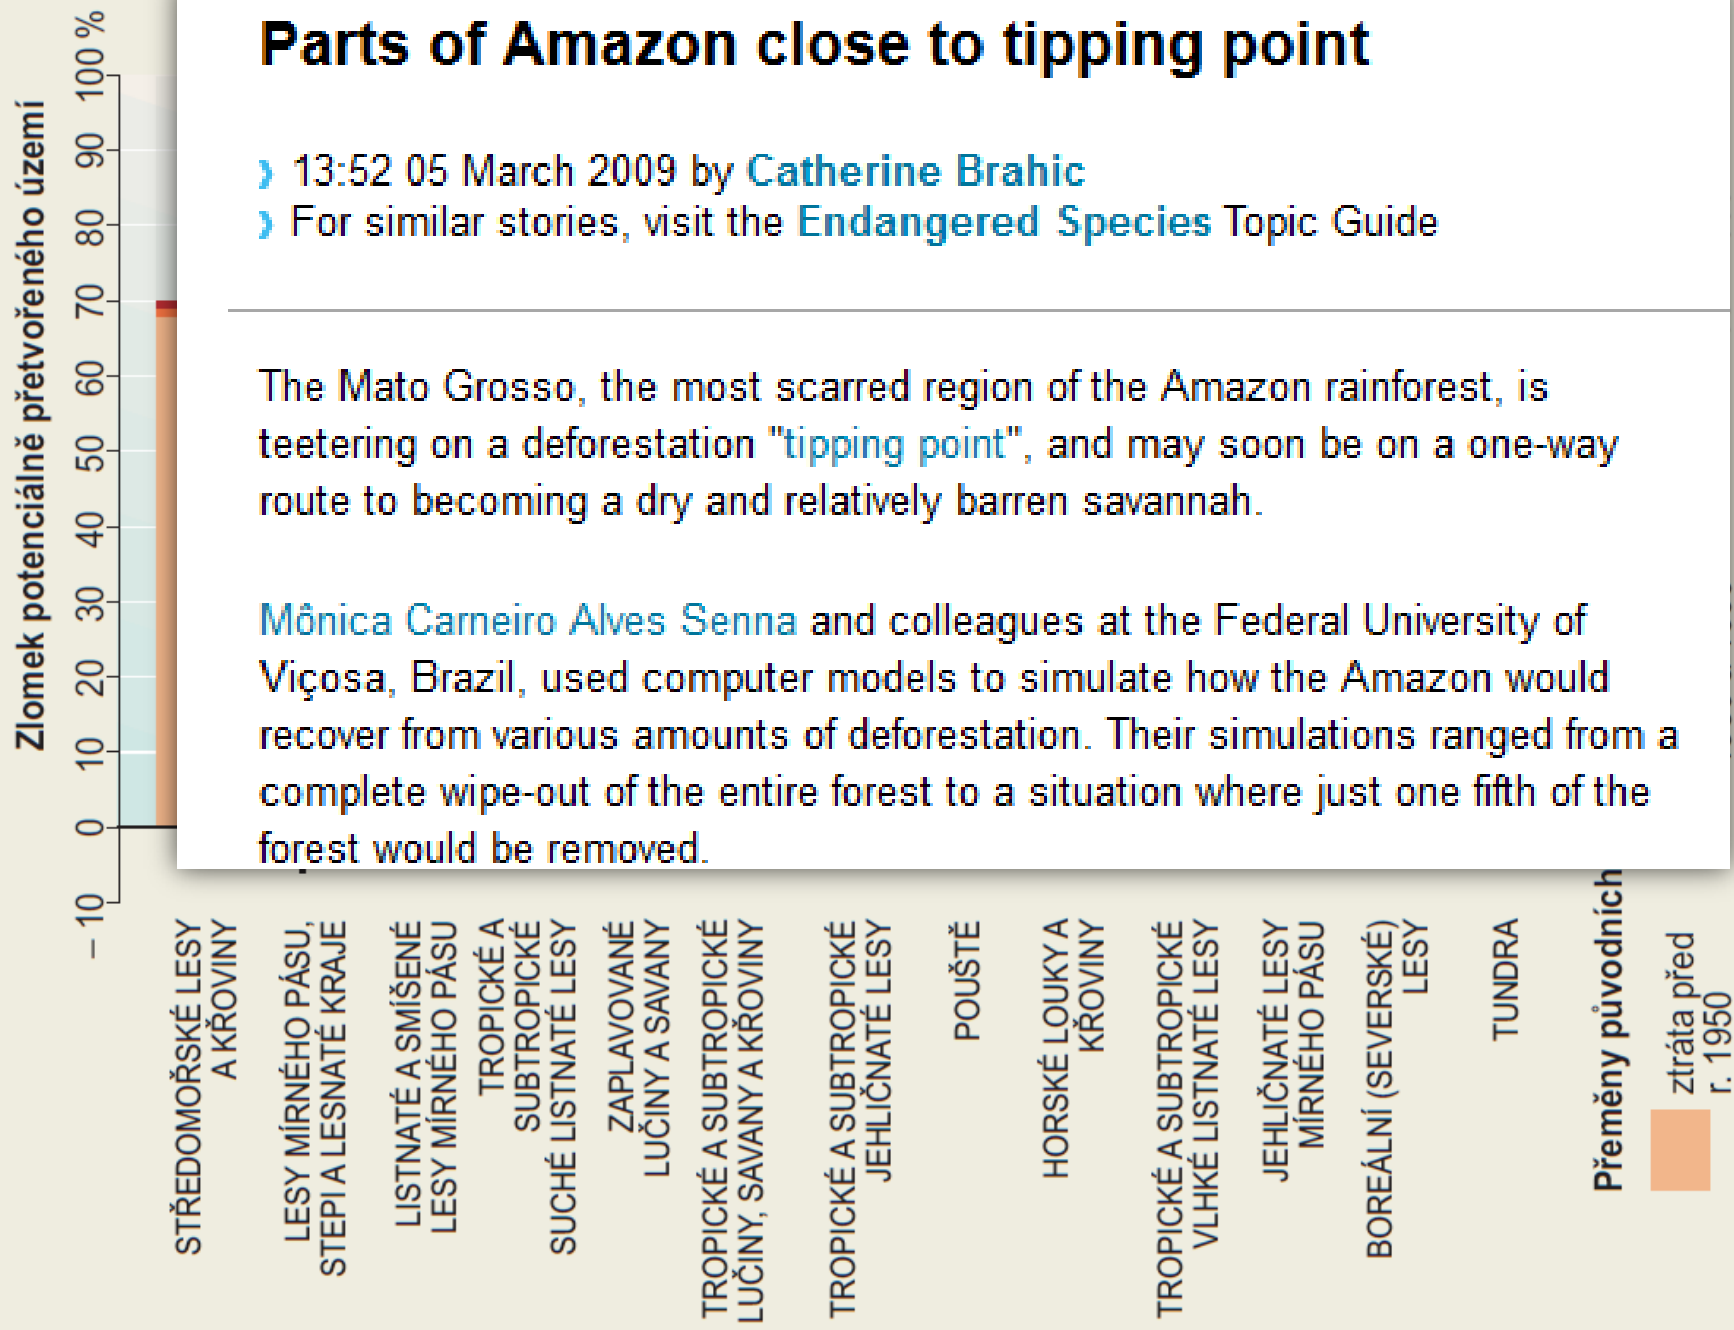 Parts of Amazon close to tipping point
13:52 05 March 2009 by Catherine Brahic
For similar stories, visit the Endangered Species Topic Guide
The Mato Grosso, the most scarred region of the Amazon rainforest, is
teetering on a deforestation "tipping point", and may soon be on a one-way
route to becoming a dry and relatively barren savannah.
Mônica Carneiro Alves Senna and colleagues at the Federal University of
Viçosa, Brazil, used computer models to simulate how the Amazon would
recover from various amounts of deforestation. Their simulations ranged from a
complete wipe-out of the entire forest to a situation where just one fifth of the
forest would be removed.
Zlomek potenciálně přetvořeného území
100 %
90
80
70
60
50
40
30
20
10
0
– 10
STŘEDOMOŘSKÉ LESY
A KŘOVINY
LESY MÍRNÉHO PÁSU,
STEPI A LESNATÉ KRAJE
LISTNATÉ A SMÍŠENÉ
LESY MÍRNÉHO PÁSU
TROPICKÉ A
SUBTROPICKÉ
SUCHÉ LISTNATÉ LESY
ZAPLAVOVANÉ
LUČINY A SAVANY
TROPICKÉ A SUBTROPICKÉ
LUČINY, SAVANY A KŘOVINY
TROPICKÉ A SUBTROPICKÉ
JEHLIČNATÉ LESY
POUŠTĚ
HORSKÉ LOUKY A
KŘOVINY
TROPICKÉ A SUBTROPICKÉ
VLHKÉ LISTNATÉ LESY
JEHLIČNATÉ LESY
MÍRNÉHO PÁSU
BOREÁLNÍ (SEVERSKÉ)
LESY
TUNDRA
Přeměny původních
ztráta před
r. 1950